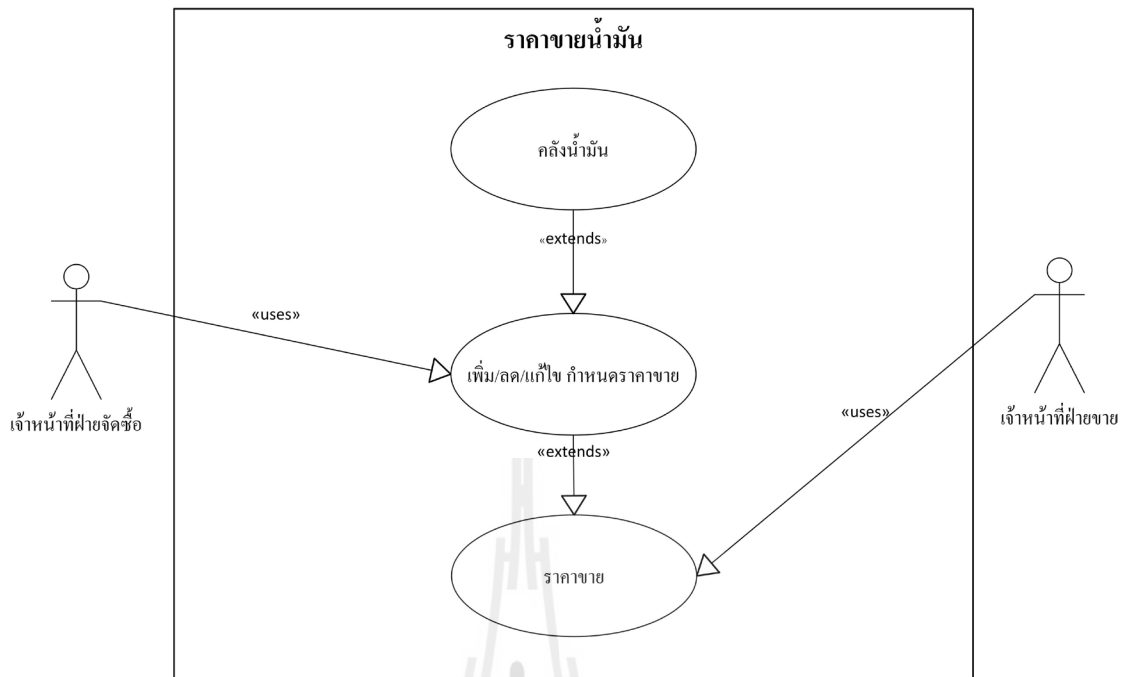 ราคาขายน้ำมัน
คลังน้ำมัน
«extends»
«uses»
เพิ่ม/ลด/แก้ไข กำหนดราคาขาย
«uses»
เจ้าหน้าที่ฝ่ายจัดซื้อ
เจ้าหน้าที่ฝ่ายขาย
«extends»
ราคาขาย